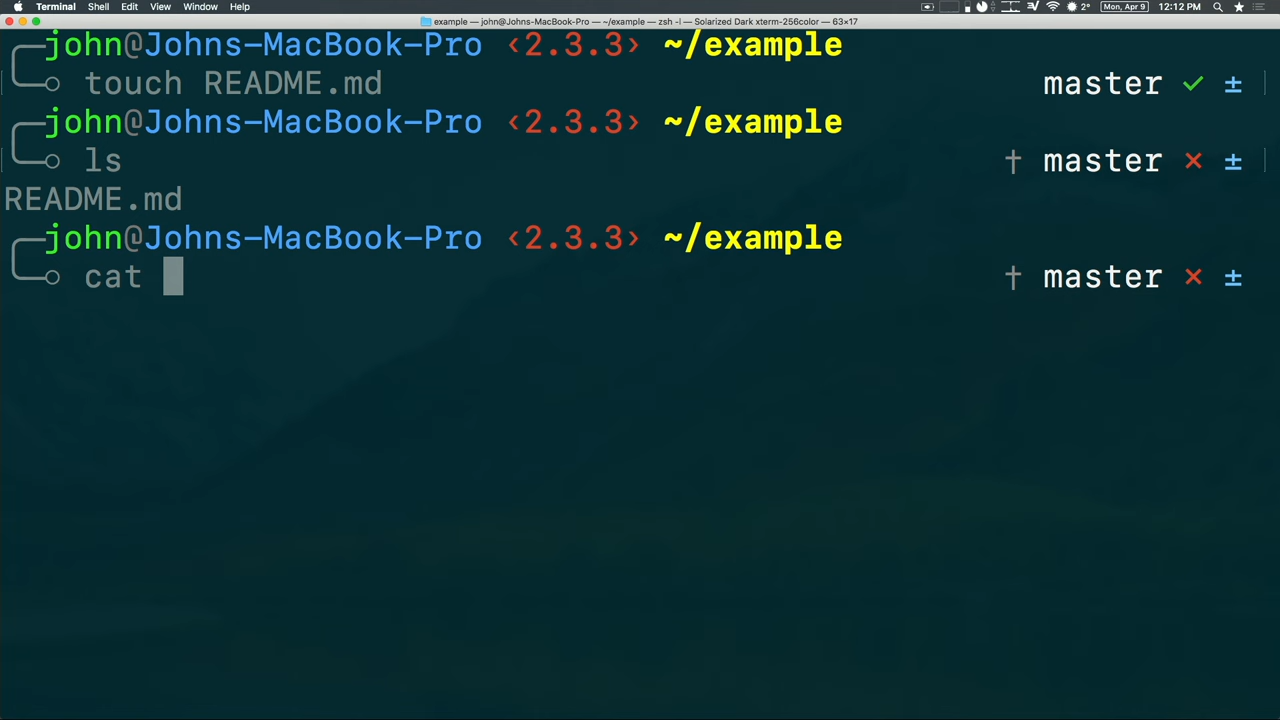 Terminal Shell Edit View Window Help 2° Mon, Apr 9 12:12 PM
example — john@Johns-MacBook-Pro — ~/example — zsh -l — Solarized Dark xterm-256color — 63×17
john@Johns-MacBook-Pro ‹2.3.3› ~/example
touch README.md master ✓ ±
john@Johns-MacBook-Pro ‹2.3.3› ~/example
ls † master ✗ ±
README.md
john@Johns-MacBook-Pro ‹2.3.3› ~/example
cat † master ✗ ±